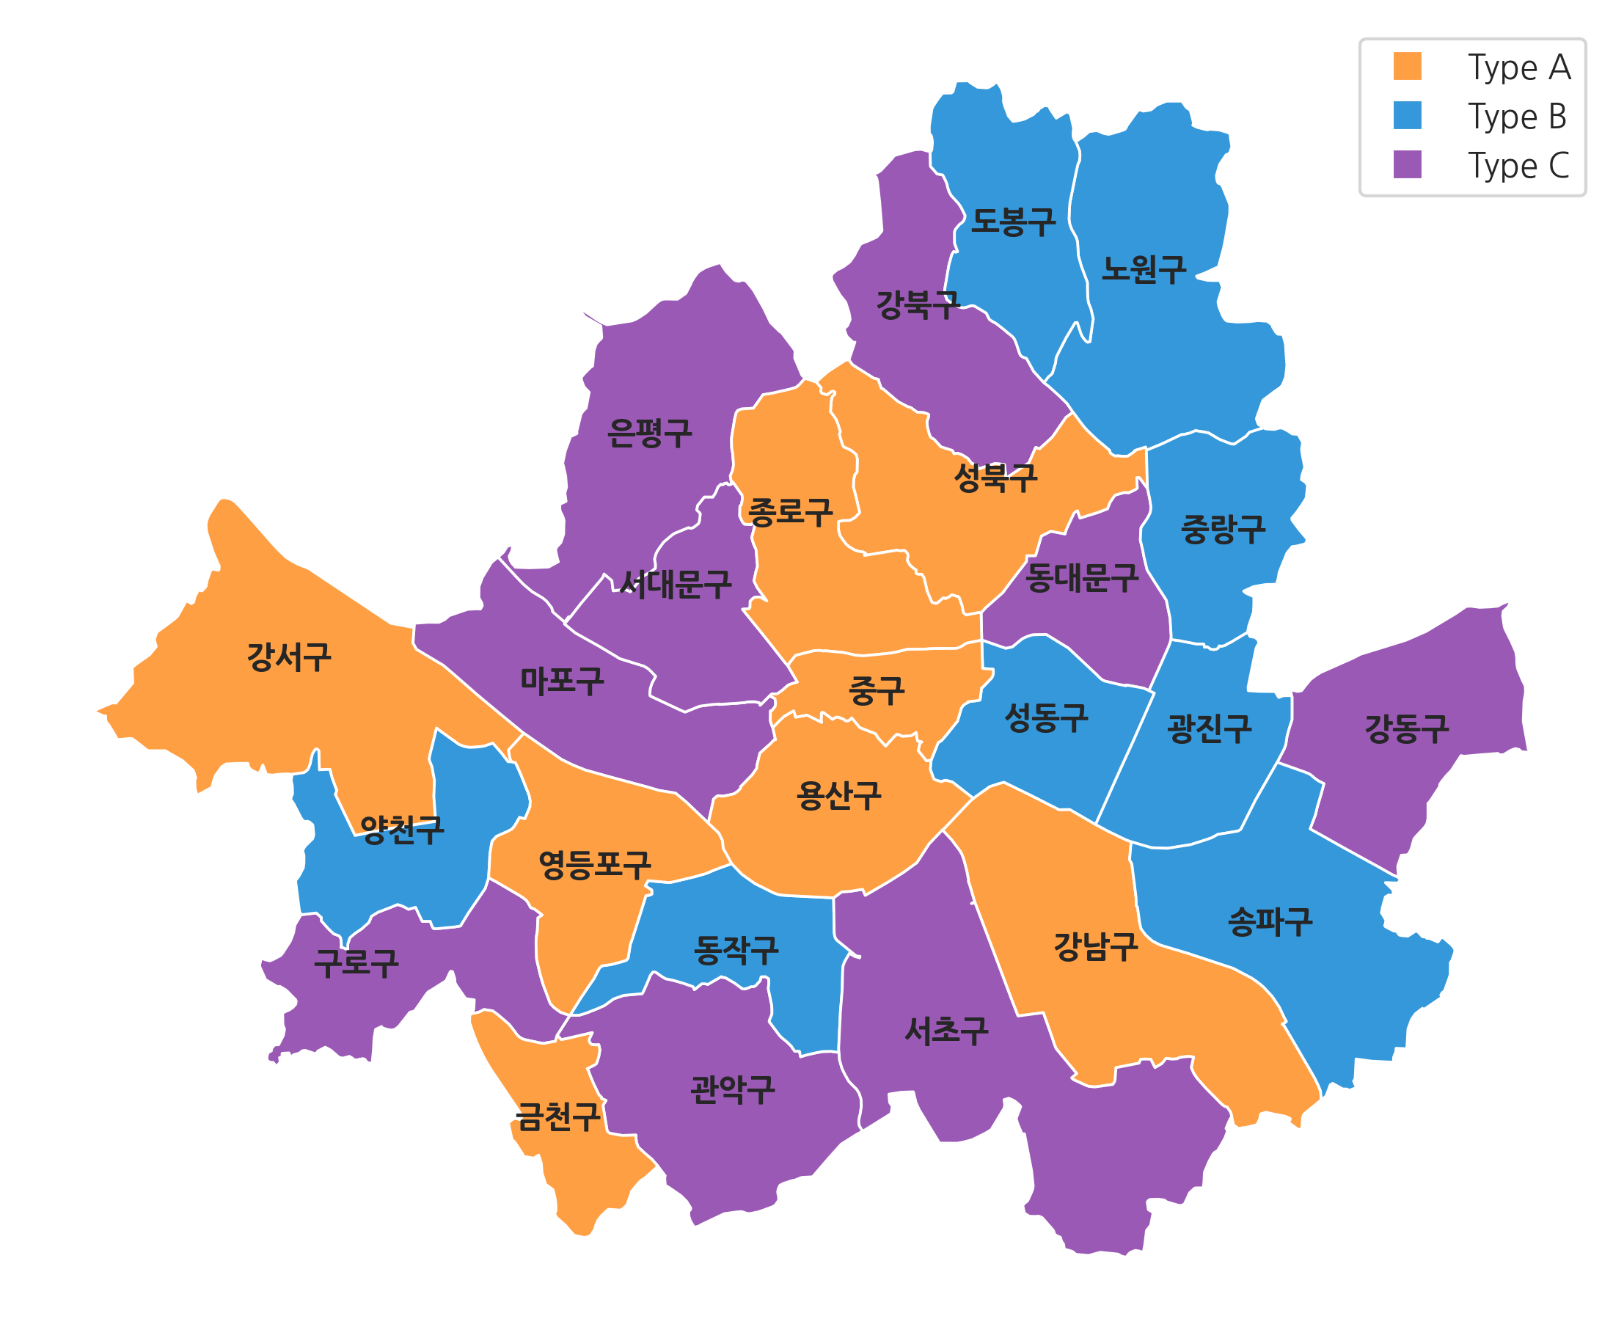 Type A
Type B
Type C
도봉구
노원구
강북구
은평구
성북구
종로구
중랑구
동대문구
서대문구
강서구
마포구
중구
성동구
광진구
강동구
용산구
양천구
영등포구
송파구
강남구
동작구
구로구
서초구
관악구
금천구